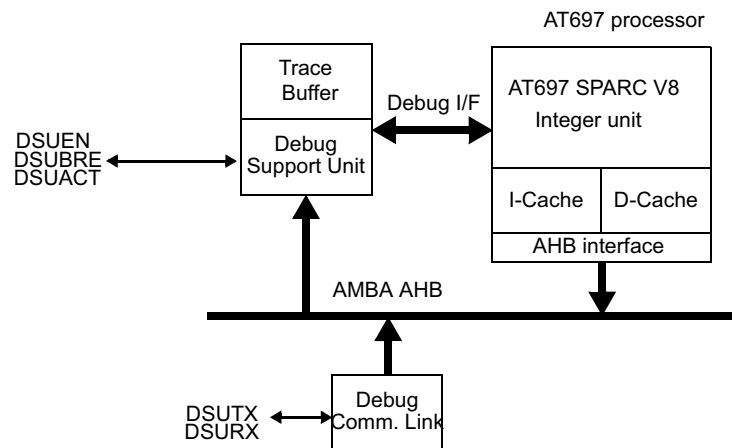 AT697 processor
Trace
Buffer
Debug
Support Unit
Debug I/F
AT697 SPARC V8
Integer unit
DSUEN
DSUBRE
DSUACT
I-Cache
D-Cache
AHB interface
AMBA AHB
Debug
Comm. Link
DSUTX
DSURX